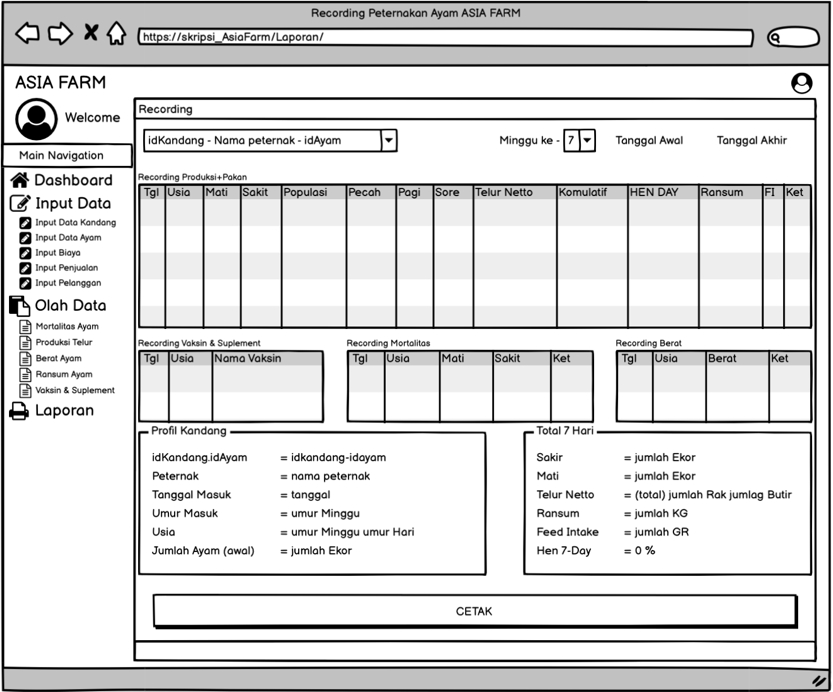 Recording Peternakan Ayam ASIA FARM
https://skripsi_AsiaFarm/Laporan/
ASIA FARM
Welcome
Main Navigation
Dashboard
Input Data
Input Data Kandang
Input Data Ayam
Input Biaya
Input Penjualan
Input Pelanggan
Olah Data
Mortalitas Ayam
Produksi Telur
Berat Ayam
Ransum Ayam
Vaksin & Suplement
Laporan
Recording
idKandang - Nama peternak - idAyam Minggu ke - 7 Tanggal Awal Tanggal Akhir
Recording Produksi+Pakan
Tgl Usia Mati Sakit Populasi Pecah Pagi Sore Telur Netto Komulatif HEN DAY Ransum FI Ket
Recording Vaksin & Suplement
Tgl Usia Nama Vaksin
Recording Mortalitas
Tgl Usia Mati Sakit Ket
Recording Berat
Tgl Usia Berat Ket
Profil Kandang
idKandang.idAyam = idkandang-idayam
Peternak = nama peternak
Tanggal Masuk = tanggal
Umur Masuk = umur Minggu
Usia = umur Minggu umur Hari
Jumlah Ayam (awal) = jumlah Ekor
Total 7 Hari
Sakir = jumlah Ekor
Mati = jumlah Ekor
Telur Netto = (total) jumlah Rak jumlag Butir
Ransum = jumlah KG
Feed Intake = jumlah GR
Hen 7-Day = 0 %
CETAK